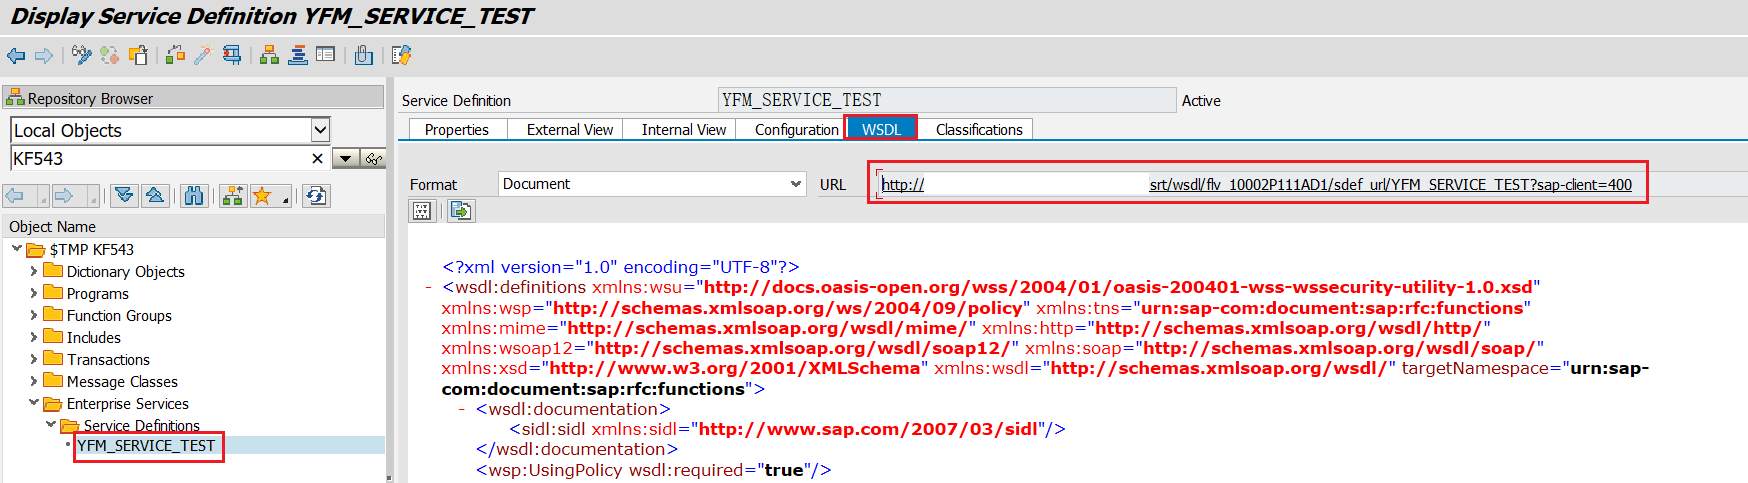 Display Service Definition YFM_SERVICE_TEST
Repository Browser
Local Objects
KF543
Object Name
$TMP KF543
Dictionary Objects
Programs
Function Groups
Includes
Transactions
Message Classes
Enterprise Services
Service Definitions
YFM_SERVICE_TEST
Service Definition YFM_SERVICE_TEST Active
Properties External View Internal View Configuration WSDL Classifications
Format Document URL http:// srt/wsdl/flv_10002P111AD1/sdef_url/YFM_SERVICE_TEST?sap-client=400
<?xml version="1.0" encoding="UTF-8"?>
- <wsdl:definitions xmlns:wsu="http://docs.oasis-open.org/wss/2004/01/oasis-200401-wss-wssecurity-utility-1.0.xsd"
xmlns:wsp="http://schemas.xmlsoap.org/ws/2004/09/policy" xmlns:tns="urn:sap-com:document:sap:rfc:functions"
xmlns:mime="http://schemas.xmlsoap.org/wsdl/mime/" xmlns:http="http://schemas.xmlsoap.org/wsdl/http/"
xmlns:wsoap12="http://schemas.xmlsoap.org/wsdl/soap12/" xmlns:soap="http://schemas.xmlsoap.org/wsdl/soap/"
xmlns:xsd="http://www.w3.org/2001/XMLSchema" xmlns:wsdl="http://schemas.xmlsoap.org/wsdl/" targetNamespace="urn:sap-
com:document:sap:rfc:functions">
- <wsdl:documentation>
<sidl:sidl xmlns:sidl="http://www.sap.com/2007/03/sidl"/>
</wsdl:documentation>
<wsp:UsingPolicy wsdl:required="true"/>